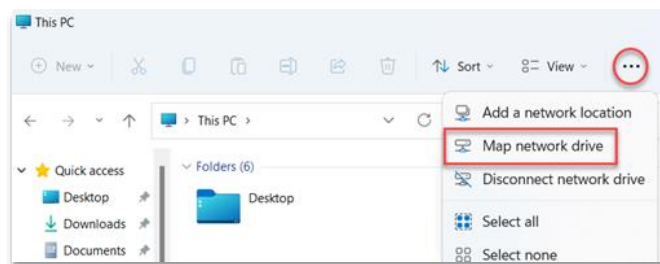 This PC
New
Sort
View
This PC
Add a network location
Map network drive
Disconnect network drive
Select all
Select none
Quick access
Desktop
Downloads
Documents
Folders (6)
Desktop